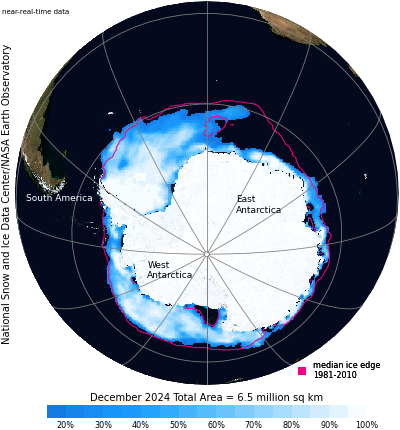 near-real-time data
National Snow and Ice Data Center/NASA Earth Observatory
South America
East
Antarctica
West
Antarctica
median ice edge
1981-2010
December 2024 Total Area = 6.5 million sq km
20% 30% 40% 50% 60% 70% 80% 90% 100%